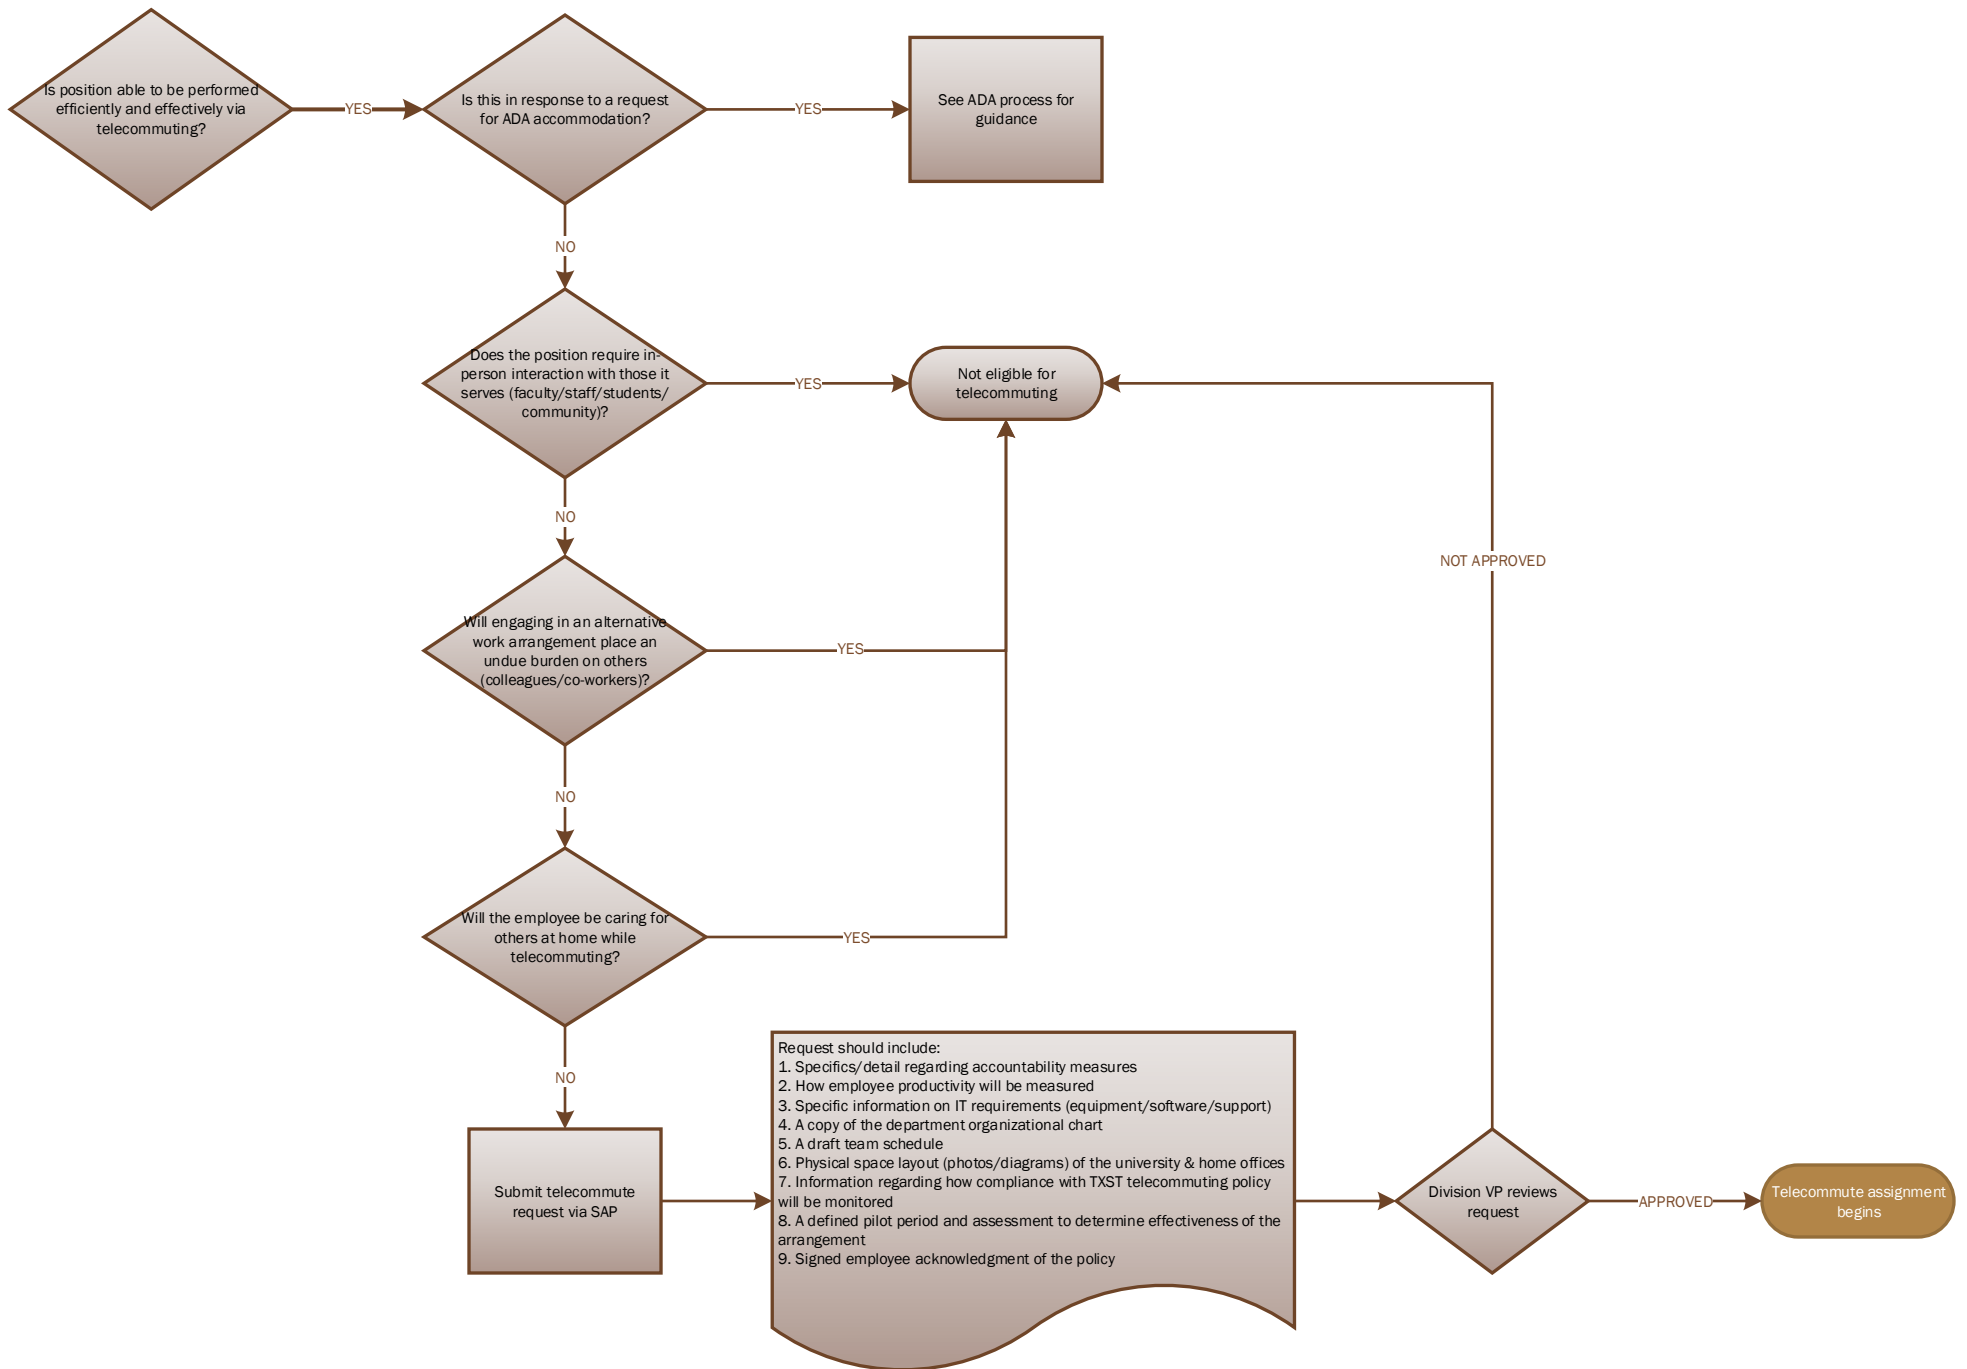 Is position able to be performed
efficiently and effectively via
telecommuting?
YES
Is this in response to a request
for ADA accommodation?
YES
See ADA process for
guidance
NO
Does the position require in-
person interaction with those it
serves (faculty/staff/students/
community)?
YES
Not eligible for
telecommuting
NO
Will engaging in an alternative
work arrangement place an
undue burden on others
(colleagues/co-workers)?
YES
NOT APPROVED
NO
Will the employee be caring for
others at home while
telecommuting?
YES
NO
Submit telecommute
request via SAP
Request should include:
1. Specifics/detail regarding accountability measures
2. How employee productivity will be measured
3. Specific information on IT requirements (equipment/software/support)
4. A copy of the department organizational chart
5. A draft team schedule
6. Physical space layout (photos/diagrams) of the university & home offices
7. Information regarding how compliance with TXST telecommuting policy
will be monitored
8. A defined pilot period and assessment to determine effectiveness of the
arrangement
9. Signed employee acknowledgment of the policy
Division VP reviews
request
APPROVED
Telecommute assignment
begins